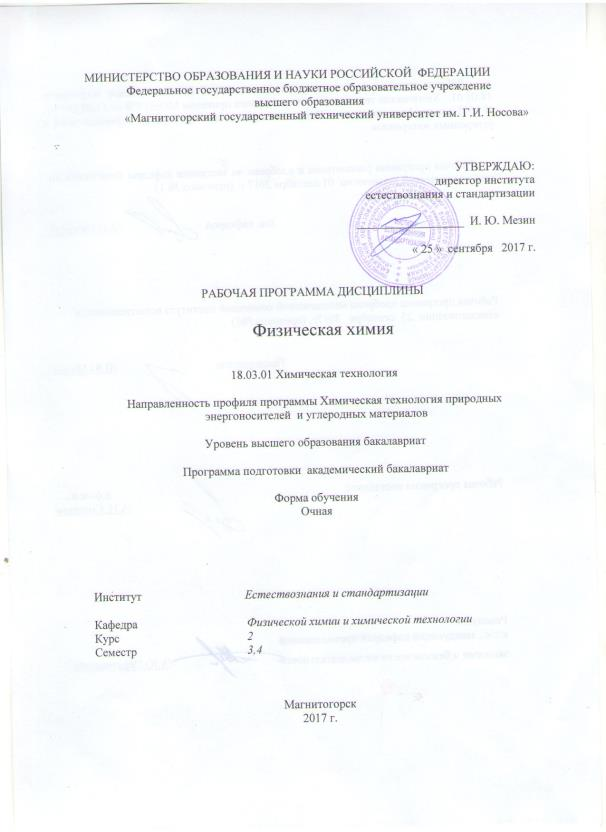 МИНИСТЕРСТВО ОБРАЗОВАНИЯ И НАУКИ РОССИЙСКОЙ ФЕДЕРАЦИИ
Федеральное государственное бюджетное образовательное учреждение
высшего образования
«Магнитогорский государственный технический университет им. Г.И. Носова»
УТВЕРЖДАЮ:
директор института
естествознания и стандартизации
И. Ю. Мезин
« 25 » сентября 2017 г.
РАБОЧАЯ ПРОГРАММА ДИСЦИПЛИНЫ
Физическая химия
18.03.01 Химическая технология
Направленность профиля программы Химическая технология природных
энергоносителей и углеродных материалов
Уровень высшего образования бакалавриат
Программа подготовки академический бакалавриат
Форма обучения
Очная
Институт Естествознания и стандартизации
Кафедра Физической химии и химической технологии
Курс 2
Семестр 3,4
Магнитогорск
2017 г.